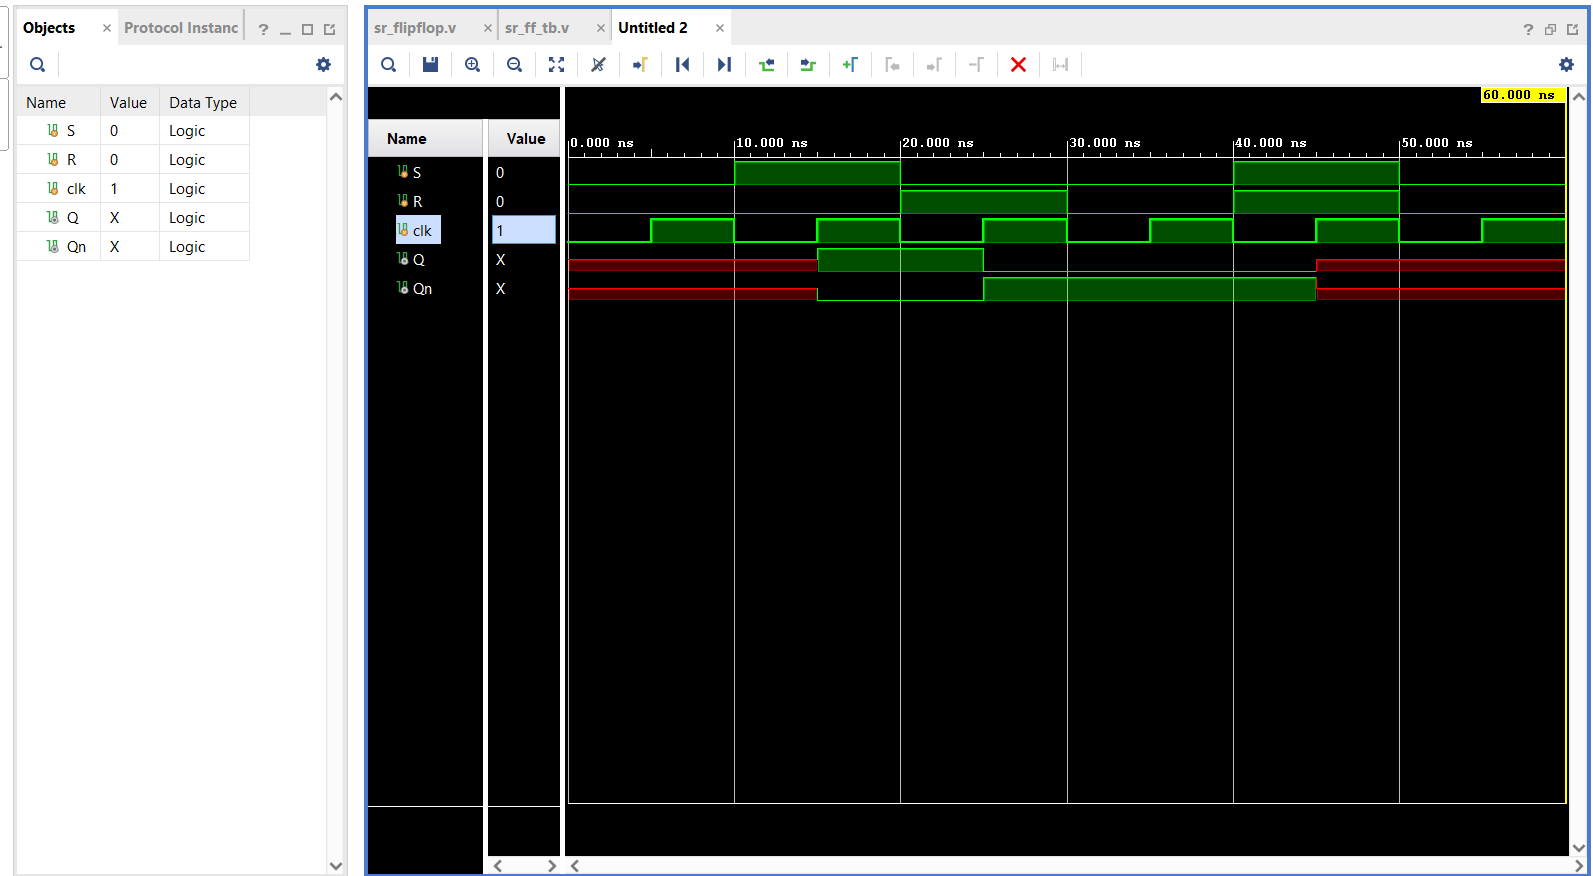 Objects × Protocol Instanc ?
Name Value Data Type
S 0 Logic
R 0 Logic
clk 1 Logic
Q X Logic
Qn X Logic
sr_flipflop.v × sr_ff_tb.v × Untitled 2 × ?
60.000 ns
Name Value
0.000 ns 10.000 ns 20.000 ns 30.000 ns 40.000 ns 50.000 ns
S 0
R 0
clk 1
Q X
Qn X